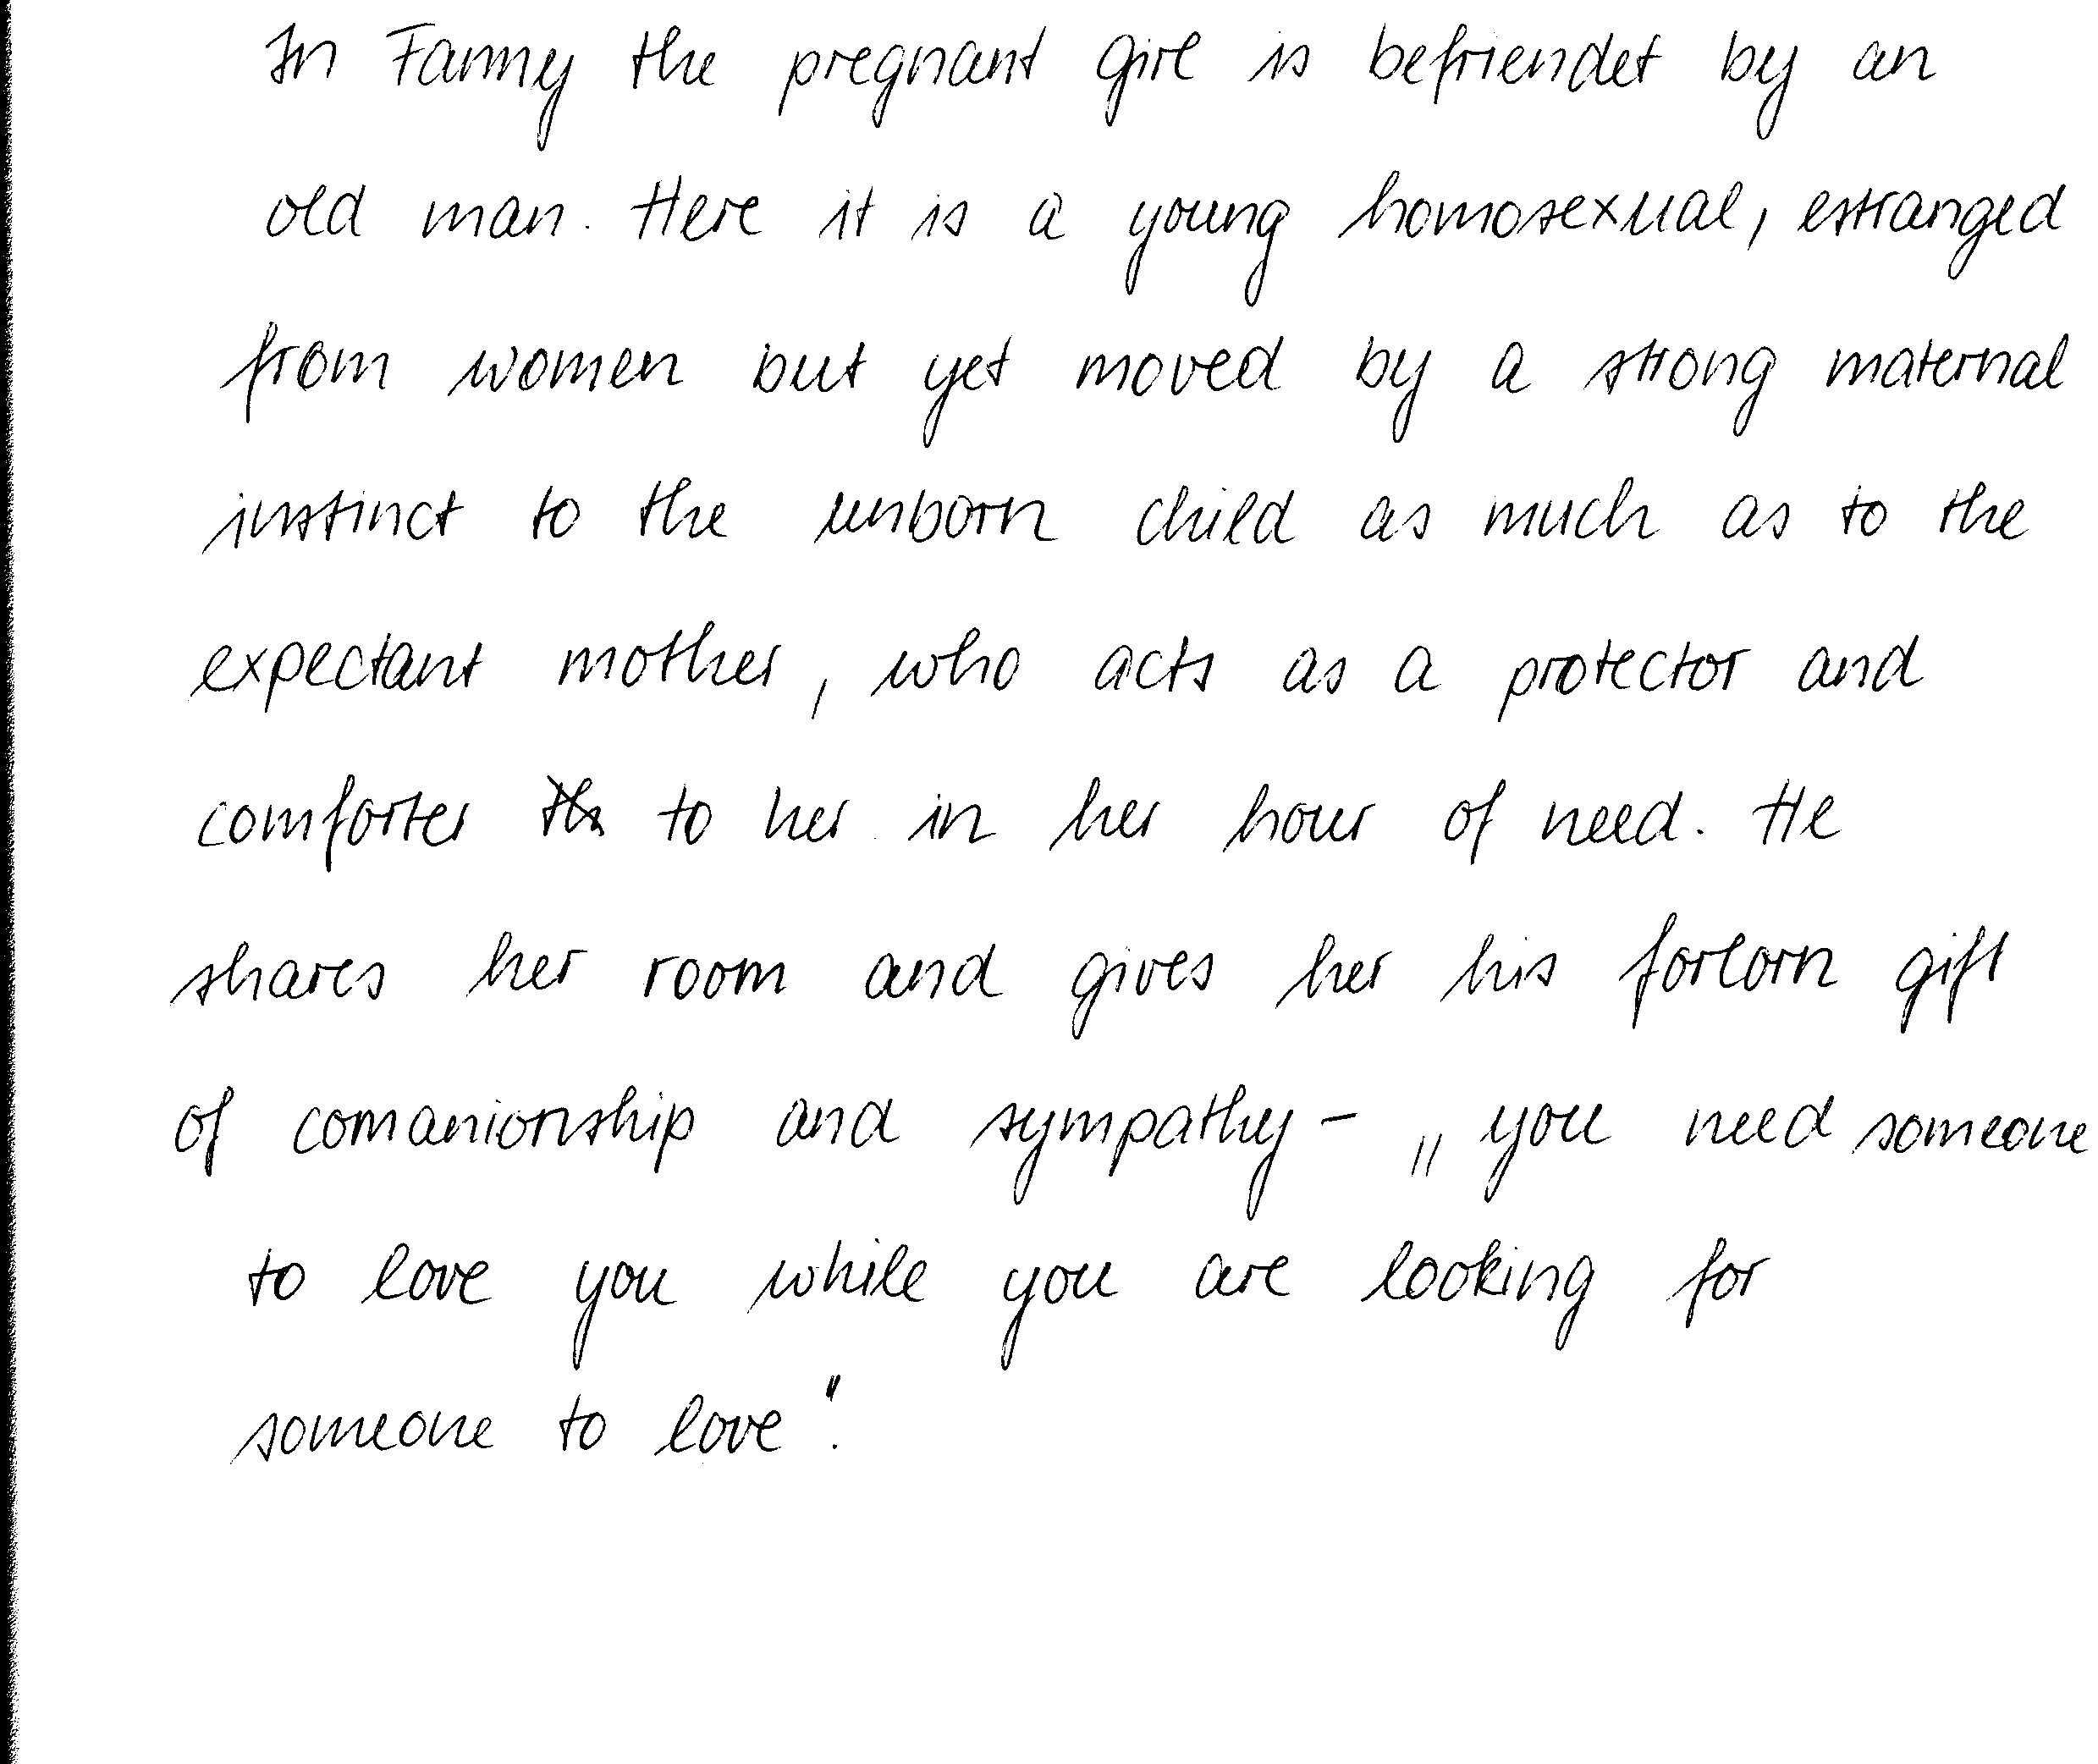 In Fanny the pregnant girl is befriendet by an
old man. Here it is a young homosexual, estranged
from women but yet moved by a strong maternal
instinct to the unborn child as much as to the
expectant mother, who acts as a protector and
comforter to her in her hour of need. He
shares her room and gives her his forlorn gift
of comanionship and sympathy - „you need someone
to love you while you are looking for
someone to love".